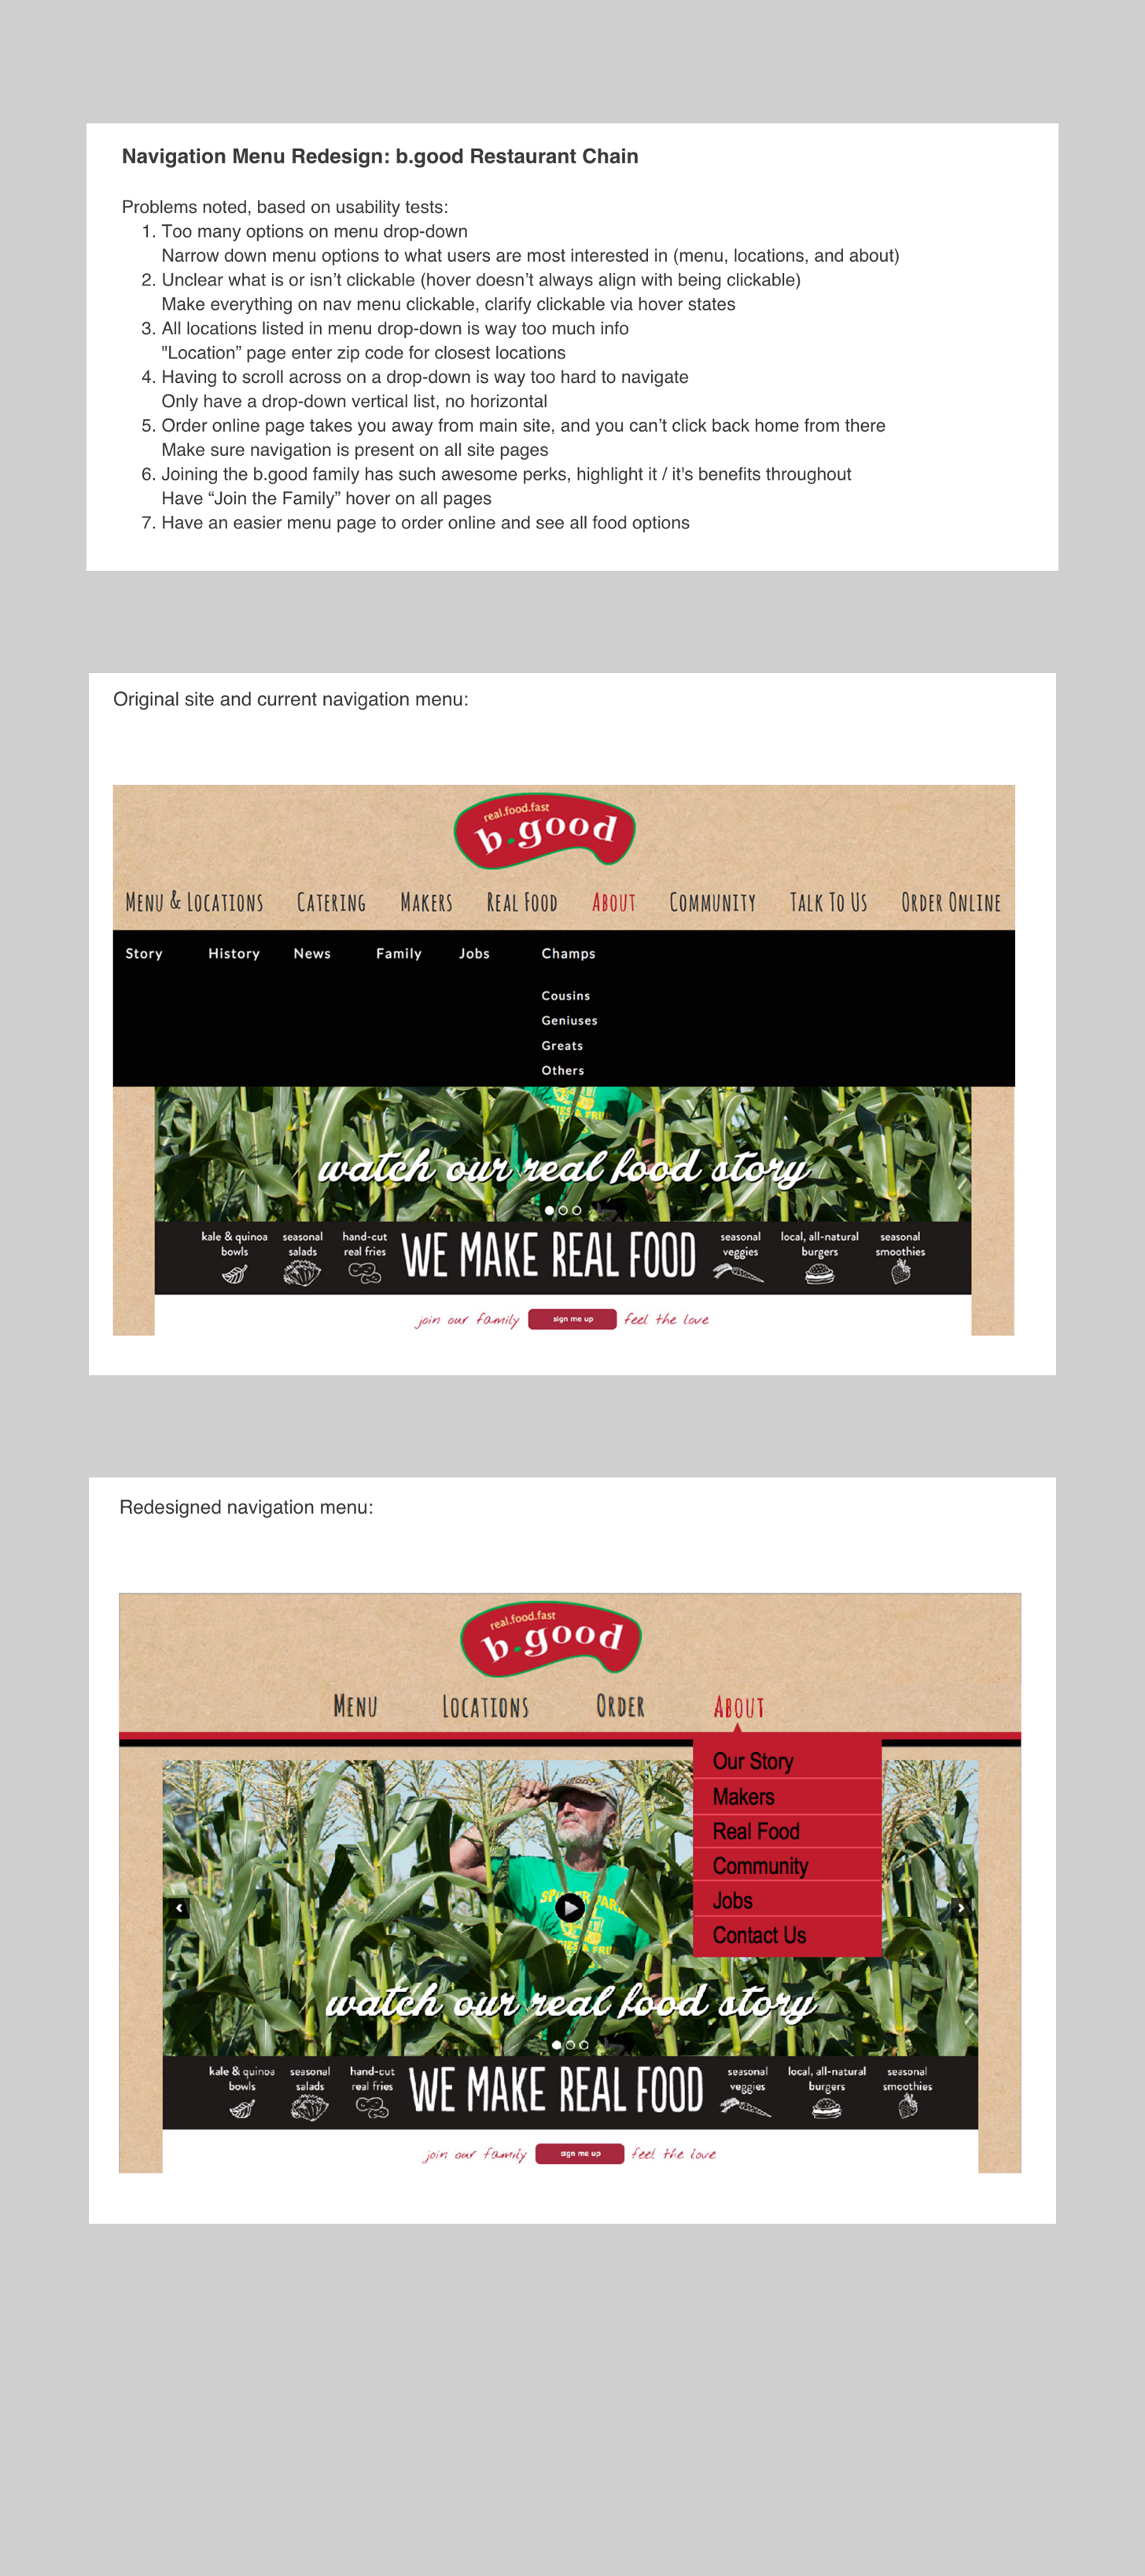 Navigation Menu Redesign: b.good Restaurant Chain
Problems noted, based on usability tests:
1. Too many options on menu drop-down
Narrow down menu options to what users are most interested in (menu, locations, and about)
2. Unclear what is or isn’t clickable (hover doesn’t always align with being clickable)
Make everything on nav menu clickable, clarify clickable via hover states
3. All locations listed in menu drop-down is way too much info
"Location” page enter zip code for closest locations
4. Having to scroll across on a drop-down is way too hard to navigate
Only have a drop-down vertical list, no horizontal
5. Order online page takes you away from main site, and you can’t click back home from there
Make sure navigation is present on all site pages
6. Joining the b.good family has such awesome perks, highlight it / it's benefits throughout
Have “Join the Family” hover on all pages
7. Have an easier menu page to order online and see all food options
Original site and current navigation menu:
real.food.fast
b.good
Menu & Locations Catering Makers Real Food About Community Talk To Us Order Online
Story History News Family Jobs Champs
Cousins
Geniuses
Greats
Others
watch our real food story
kale & quinoa bowls seasonal salads hand-cut real fries WE MAKE REAL FOOD seasonal veggies local, all-natural burgers seasonal smoothies
join our family sign me up feel the love
Redesigned navigation menu:
real.food.fast
b.good
Menu Locations Order About
Our Story
Makers
Real Food
Community
Jobs
Contact Us
watch our real food story
kale & quinoa bowls seasonal salads hand-cut real fries WE MAKE REAL FOOD seasonal veggies local, all-natural burgers seasonal smoothies
join our family sign me up feel the love